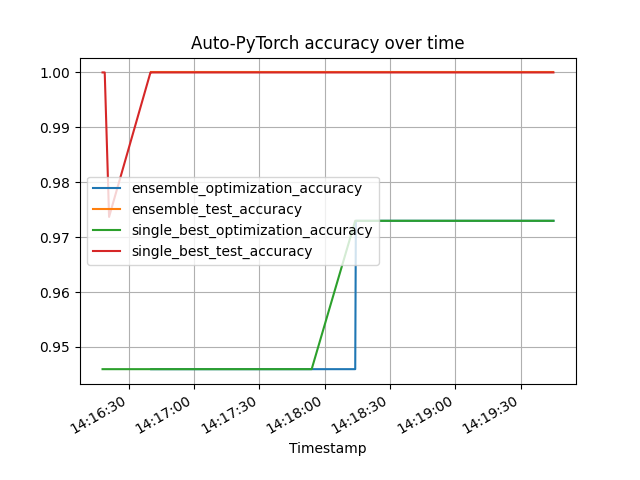 Auto-PyTorch accuracy over time
1.00
0.99
0.98
0.97
0.96
0.95
ensemble_optimization_accuracy
ensemble_test_accuracy
single_best_optimization_accuracy
single_best_test_accuracy
14:16:30
14:17:00
14:17:30
14:18:00
14:18:30
14:19:00
14:19:30
Timestamp